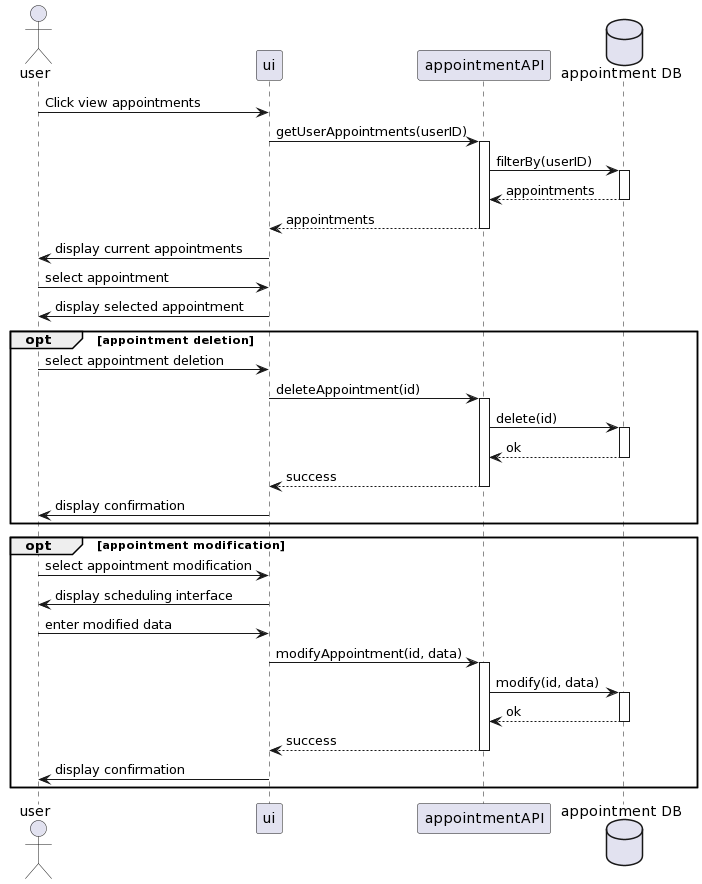 user
ui
appointmentAPI
appointment DB
Click view appointments
getUserAppointments(userID)
filterBy(userID)
appointments
appointments
display current appointments
select appointment
display selected appointment
opt [appointment deletion]
select appointment deletion
deleteAppointment(id)
delete(id)
ok
success
display confirmation
opt [appointment modification]
select appointment modification
display scheduling interface
enter modified data
modifyAppointment(id, data)
modify(id, data)
ok
success
display confirmation
user
ui
appointmentAPI
appointment DB